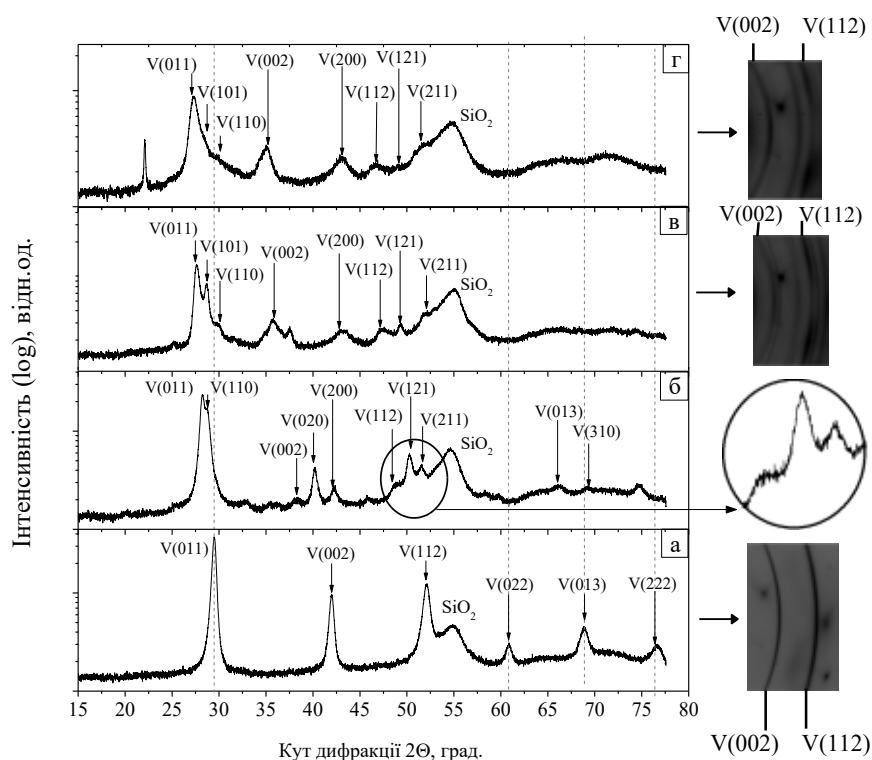 V(002) V(112)
г
V(011)
V(101)
V(110)
V(002)
V(200)
V(112)
V(121)
V(211)
SiO2
V(002) V(112)
в
V(011)
V(101)
V(110)
V(002)
V(200)
V(112)
V(121)
V(211)
SiO2
б
V(011)
V(110)
V(002)
V(020)
V(200)
V(112)
V(121)
V(211)
SiO2
V(013)
V(310)
а
V(011)
V(002)
V(112)
SiO2
V(022)
V(013)
V(222)
V(002) V(112)
Інтенсивність (log), відн.од.
15 20 25 30 35 40 45 50 55 60 65 70 75 80
Кут дифракції 2Θ, град.